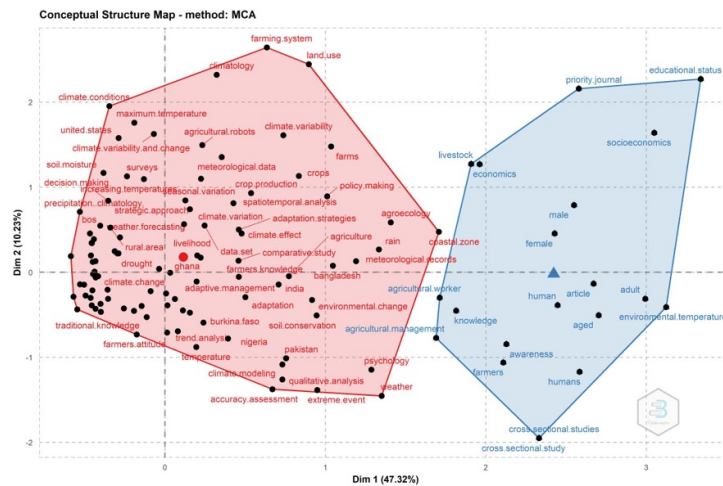 Conceptual Structure Map - method: MCA
farming.system
land.use
climatology
priority.journal
educational.status
climate.conditions
maximum.temperature
united.states
agricultural.robots
climate.variability
climate.variability.and.change
farms
socioeconomics
meteorological.data
livestock
economics
soil.moisture
surveys
crops
decision.making
increasing.temperatures
seasonal.variation
crop.production
policy.making
precipitation..climatology.
strategic.approach
spatiotemporal.analysis
male
bos
weather.forecasting
climate.variation
adaptation.strategies
agroecology
climate.effect
agriculture
rain
coastal.zone
female
rural.area
livelihood
data.set
comparative.study
meteorological.records
drought
ghana
farmers.knowledge
bangladesh
climate.change
adaptive.management
india
agricultural.worker
human
article
adult
adaptation
environmental.change
knowledge
environmental.temperature
traditional.knowledge
burkina.faso
soil.conservation
agricultural.management
aged
farmers.attitude
trend.analysis
nigeria
temperature
pakistan
psychology
awareness
farmers
climate.modeling
qualitative.analysis
weather
humans
accuracy.assessment
extreme.event
cross.sectional.studies
cross.sectional.study
Dim 2 (10.23%)
2
1
0
-1
-2
0
1
2
3
Dim 1 (47.32%)